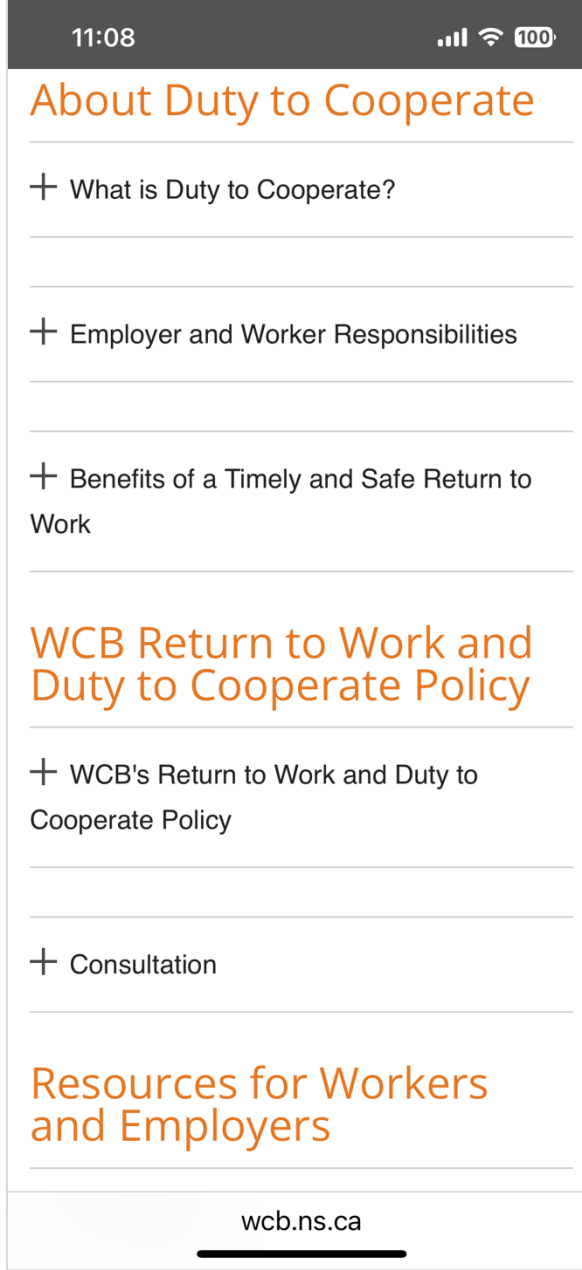 11:08
100
About Duty to Cooperate
What is Duty to Cooperate?
Employer and Worker Responsibilities
Benefits of a Timely and Safe Return to
Work
WCB Return to Work and
Duty to Cooperate Policy
WCB's Return to Work and Duty to
Cooperate Policy
Consultation
Resources for Workers
and Employers
wcb.ns.ca